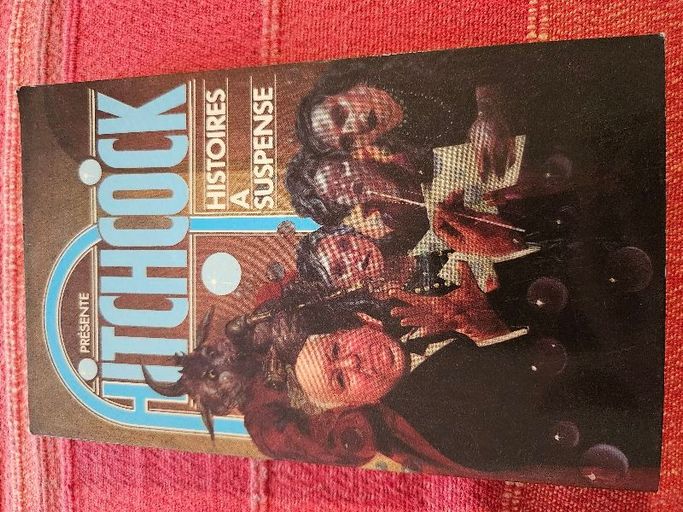 PRÉSENTE
HITCHCOCK
HISTOIRES
A
SUSPENSE